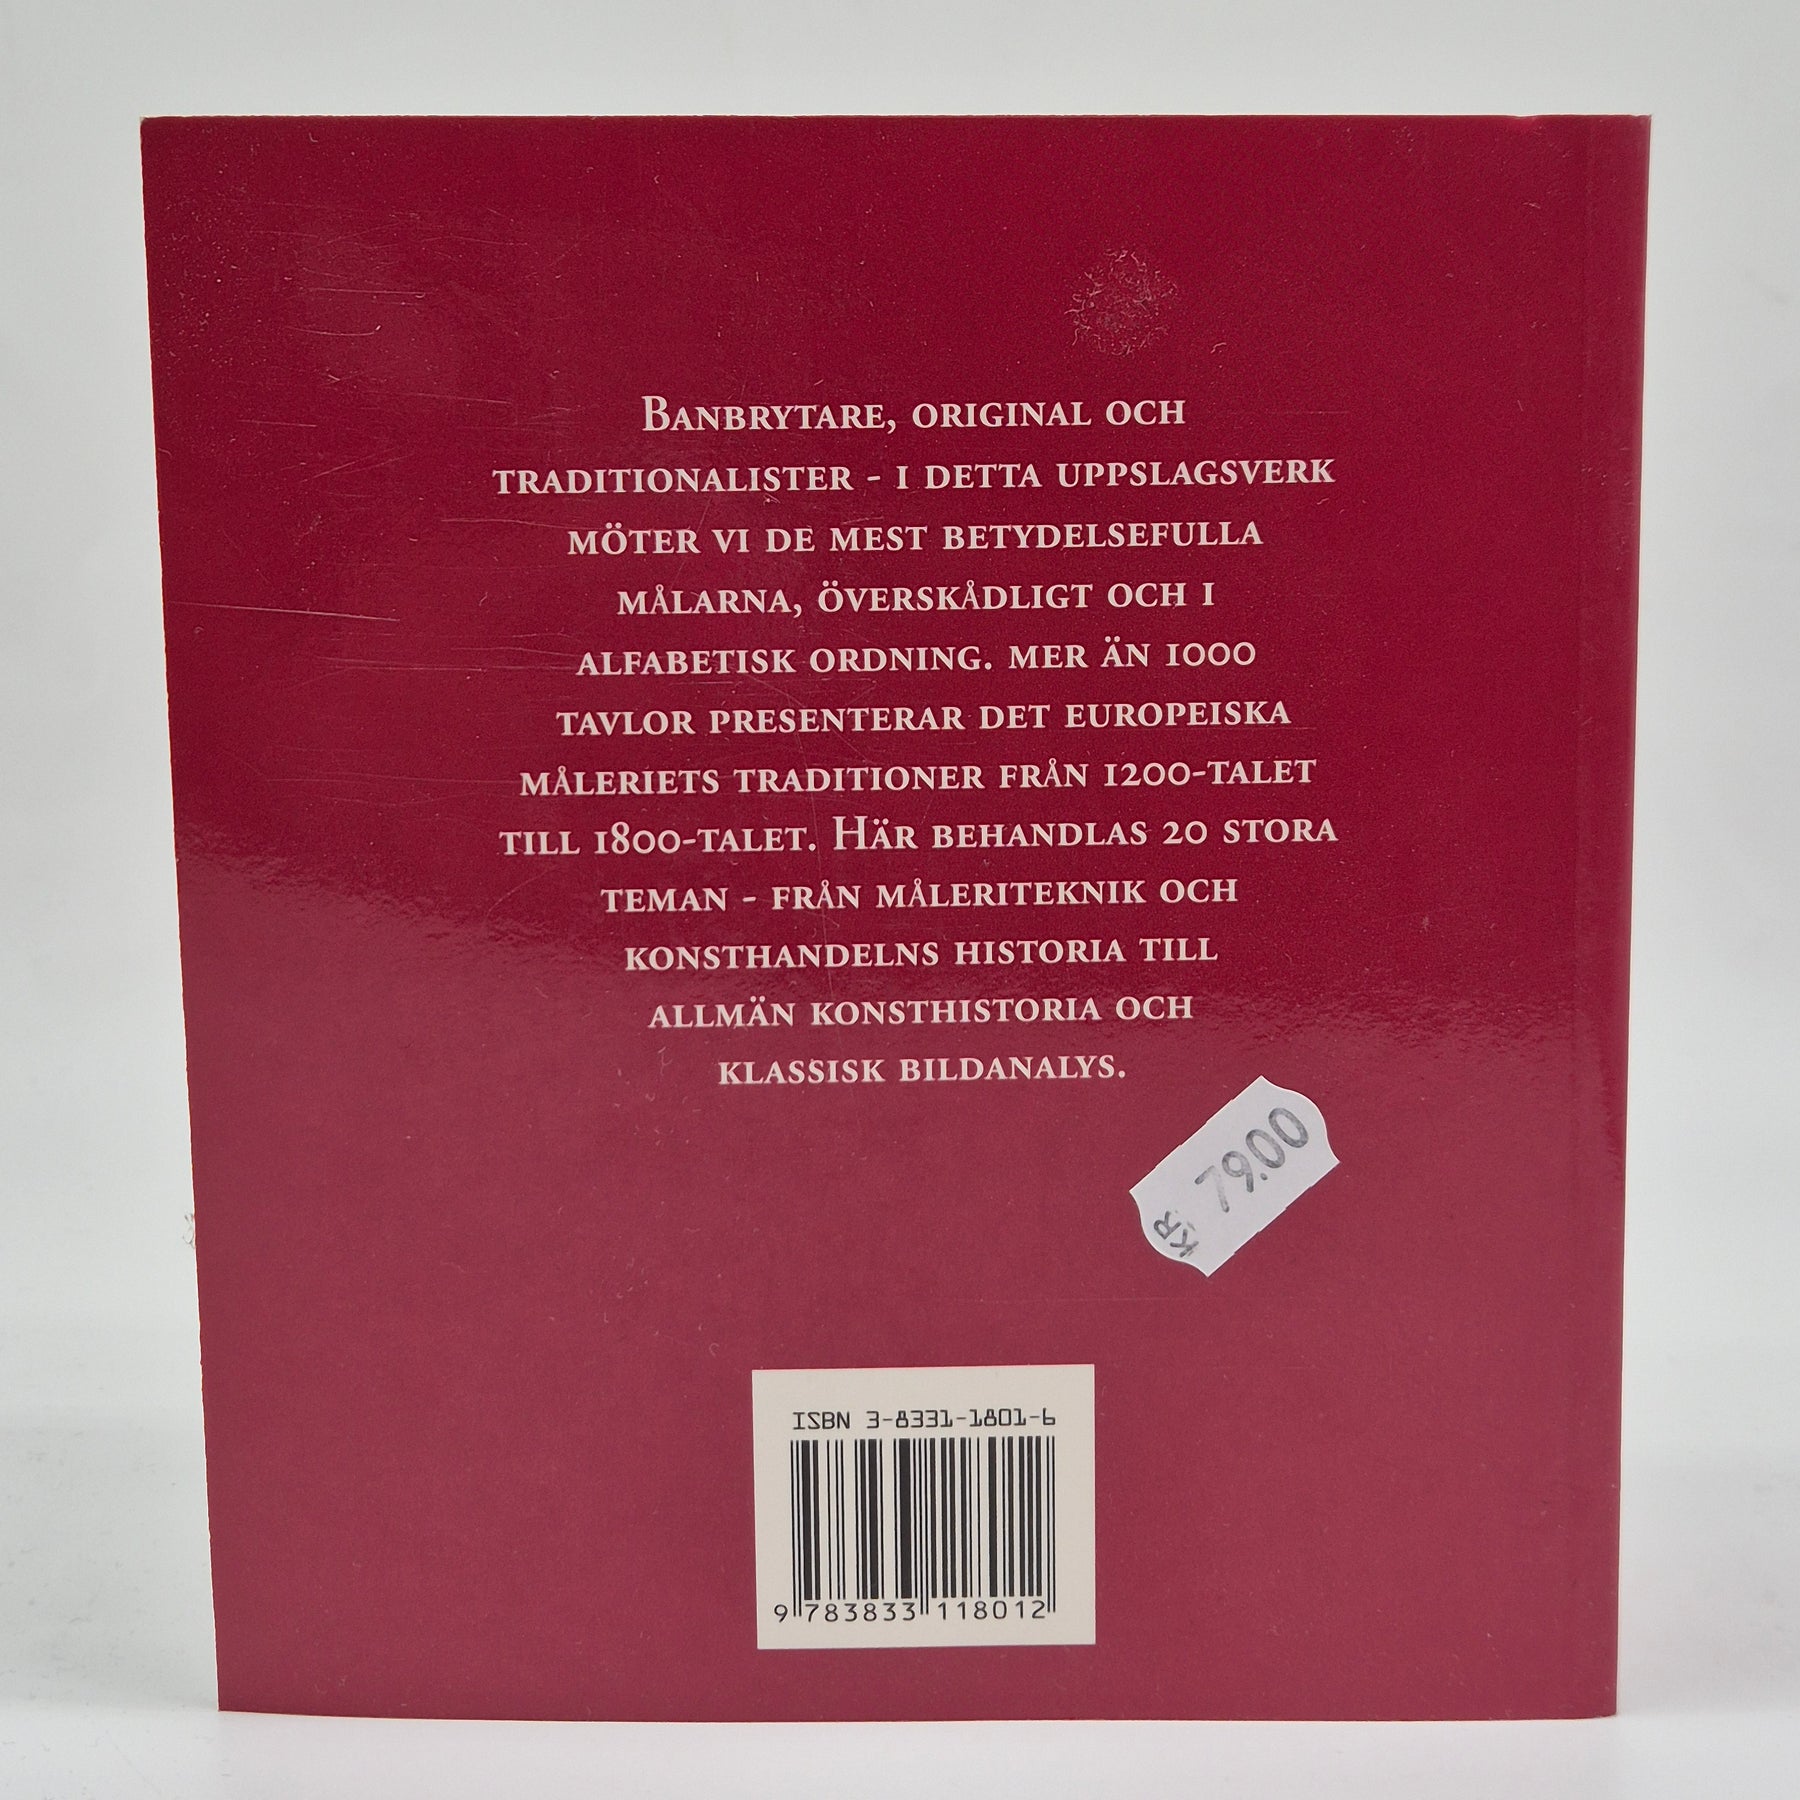 Banbrytare, original och
traditionalister - i detta uppslagsverk
möter vi de mest betydelsefulla
målarna, överskådligt och i
alfabetisk ordning. mer än 1000
tavlor presenterar det europeiska
måleriets traditioner från 1200-talet
till 1800-talet. Här behandlas 20 stora
teman - från måleriteknik och
konsthandelns historia till
allmän konsthistoria och
klassisk bildanalys.
KR. 79.00
ISBN 3-8331-1801-6
9 783833 118012